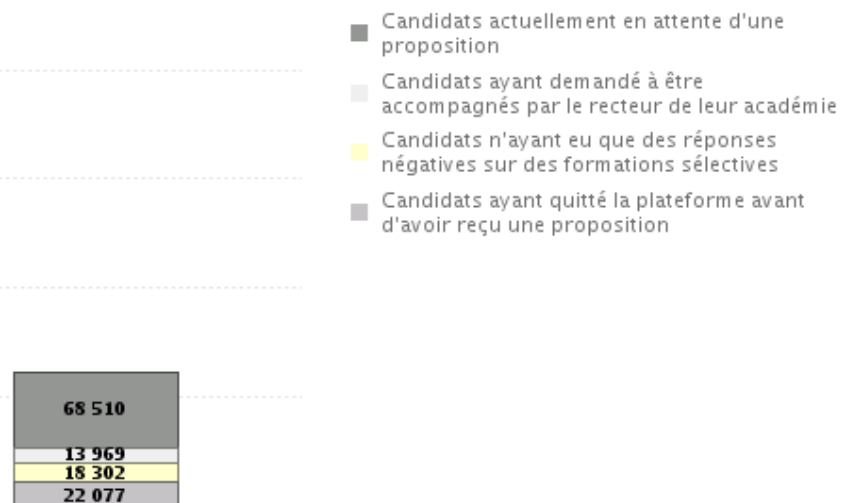 Candidats actuellement en attente d'une
proposition
Candidats ayant demandé à être
accompagnés par le recteur de leur académie
Candidats n'ayant eu que des réponses
négatives sur des formations sélectives
Candidats ayant quitté la plateforme avant
d'avoir reçu une proposition
68 510
13 969
18 302
22 077